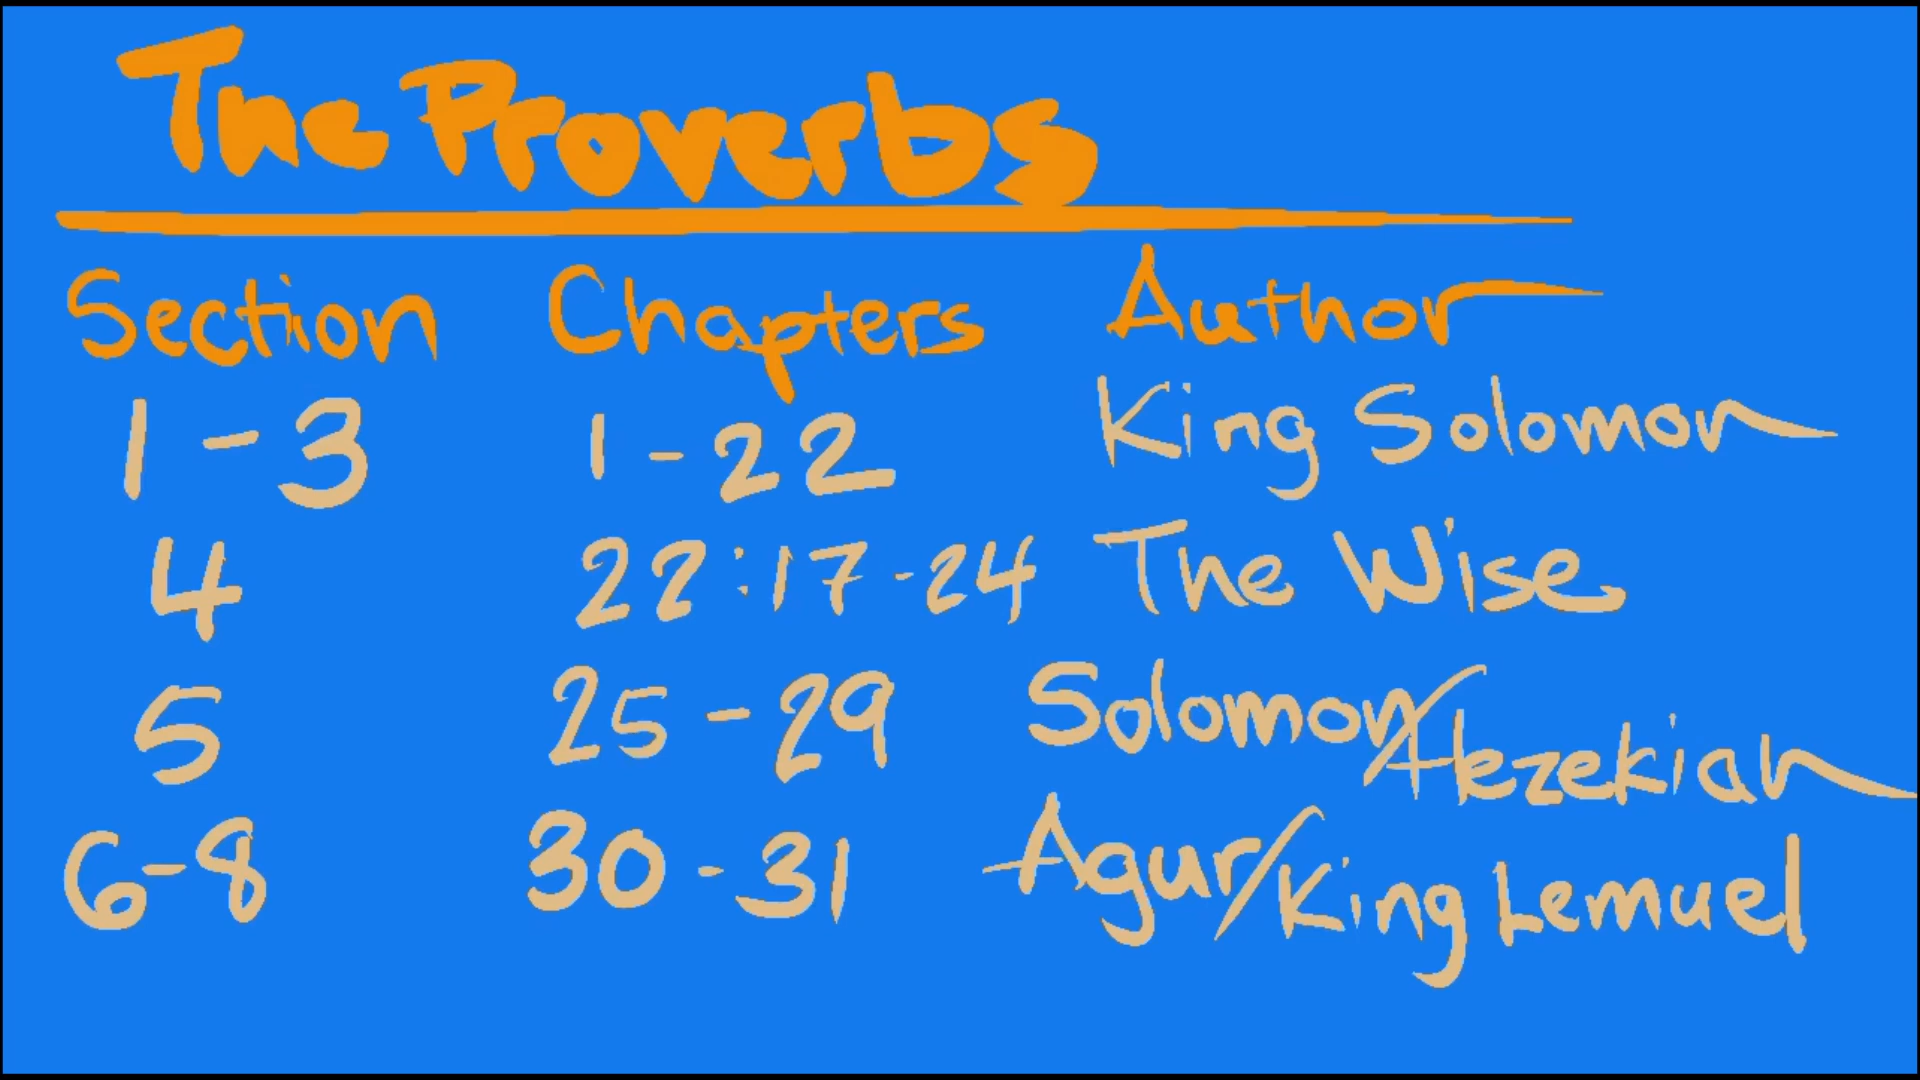 The Proverbs
Section Chapters Author
1-3 1-22 King Solomon
4 22:17-24 The Wise
5 25-29 Solomon/Hezekiah
6-8 30-31 Agur/King Lemuel